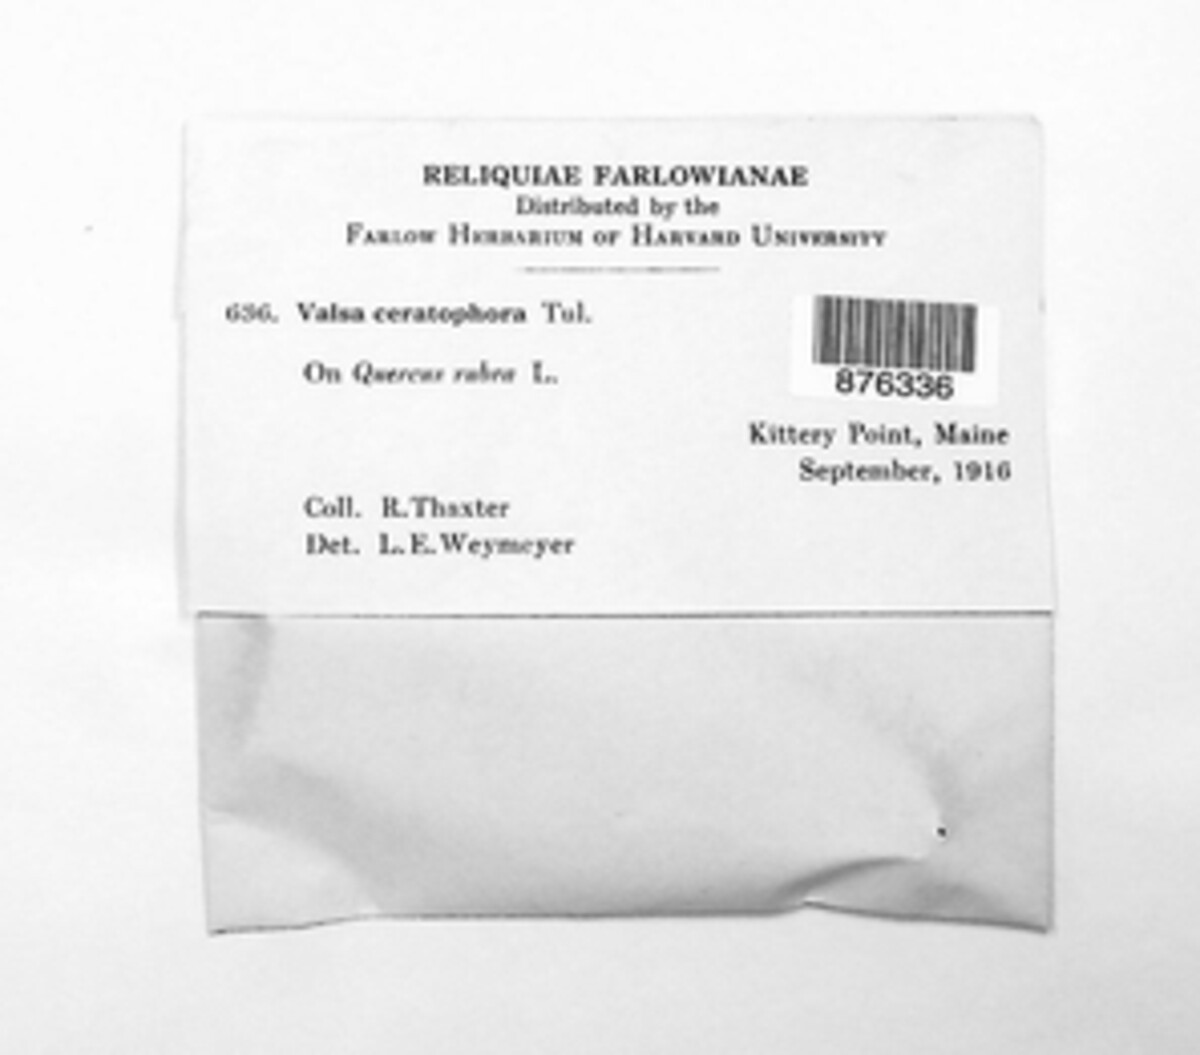 RELIQUIAE FARLOWIANAE
Distributed by the
FARLOW HERBARIUM OF HARVARD UNIVERSITY
636. Valsa ceratophora Tul.
On Quercus rubra L.
876336
Kittery Point, Maine
September, 1916
Coll. R. Thaxter
Det. L. E. Weymeyer